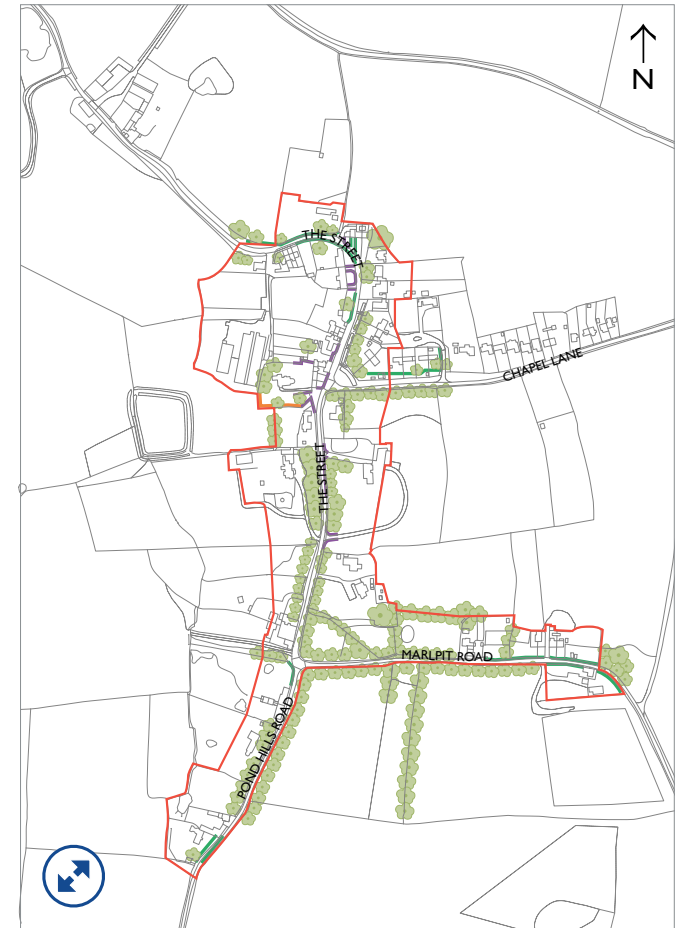 N
THE STREET
CHAPEL LANE
THE STREET
MARLPIT ROAD
POND HILLS ROAD